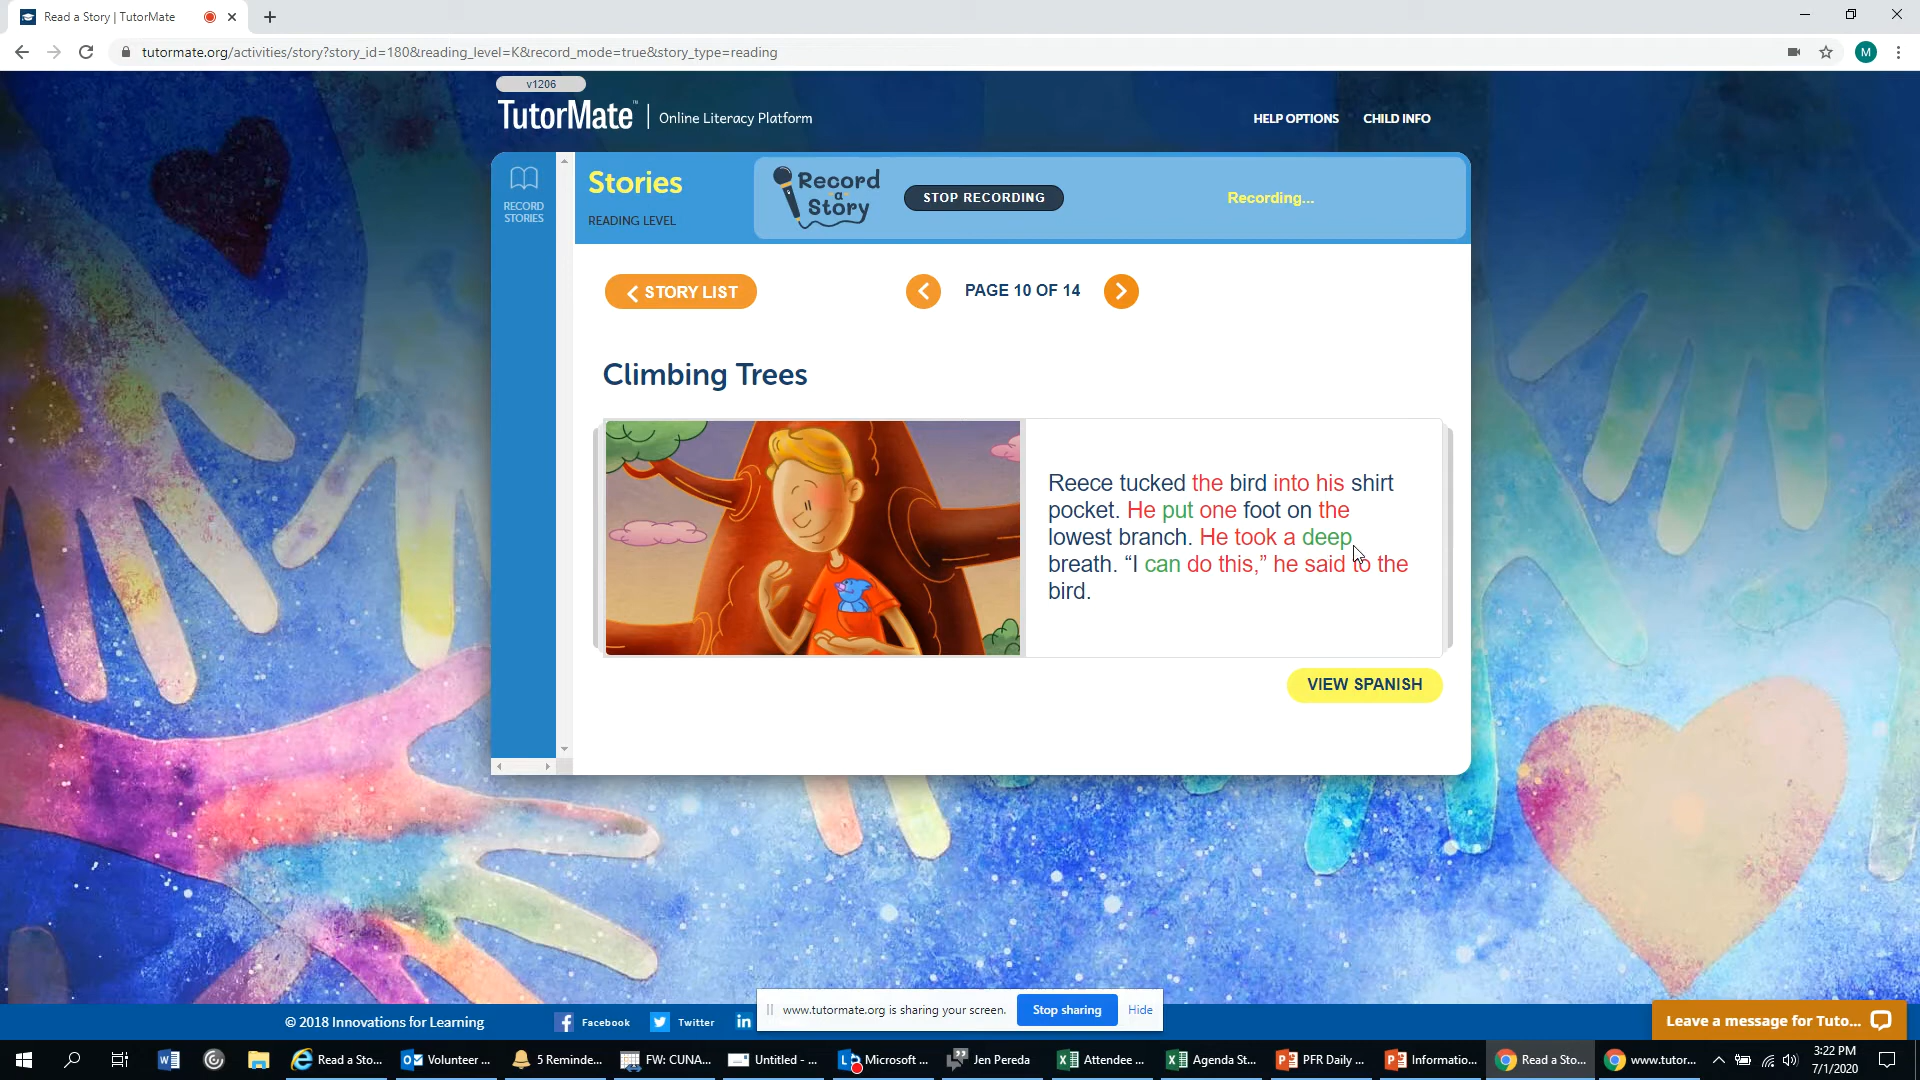 Read a Story | TutorMate
tutormate.org/activities/story?story_id=180&reading_level=K&record_mode=true&story_type=reading
M
v1206
TutorMate™ | Online Literacy Platform
HELP OPTIONS
CHILD INFO
RECORD
STORIES
Stories
READING LEVEL
Record
a
Story
STOP RECORDING
Recording...
STORY LIST
PAGE 10 OF 14
Climbing Trees
Reece tucked the bird into his shirt
pocket. He put one foot on the
lowest branch. He took a deep
breath. “I can do this,” he said to the
bird.
VIEW SPANISH
© 2018 Innovations for Learning
Facebook
Twitter
in
www.tutormate.org is sharing your screen.
Stop sharing
Hide
Leave a message for Tuto...
Read a Sto...
Volunteer ...
5 Reminde...
FW: CUNA...
Untitled - ...
Microsoft ...
Jen Pereda
Attendee ...
Agenda St...
PFR Daily ...
Informatio...
Read a Sto...
www.tutor...
3:22 PM
7/1/2020